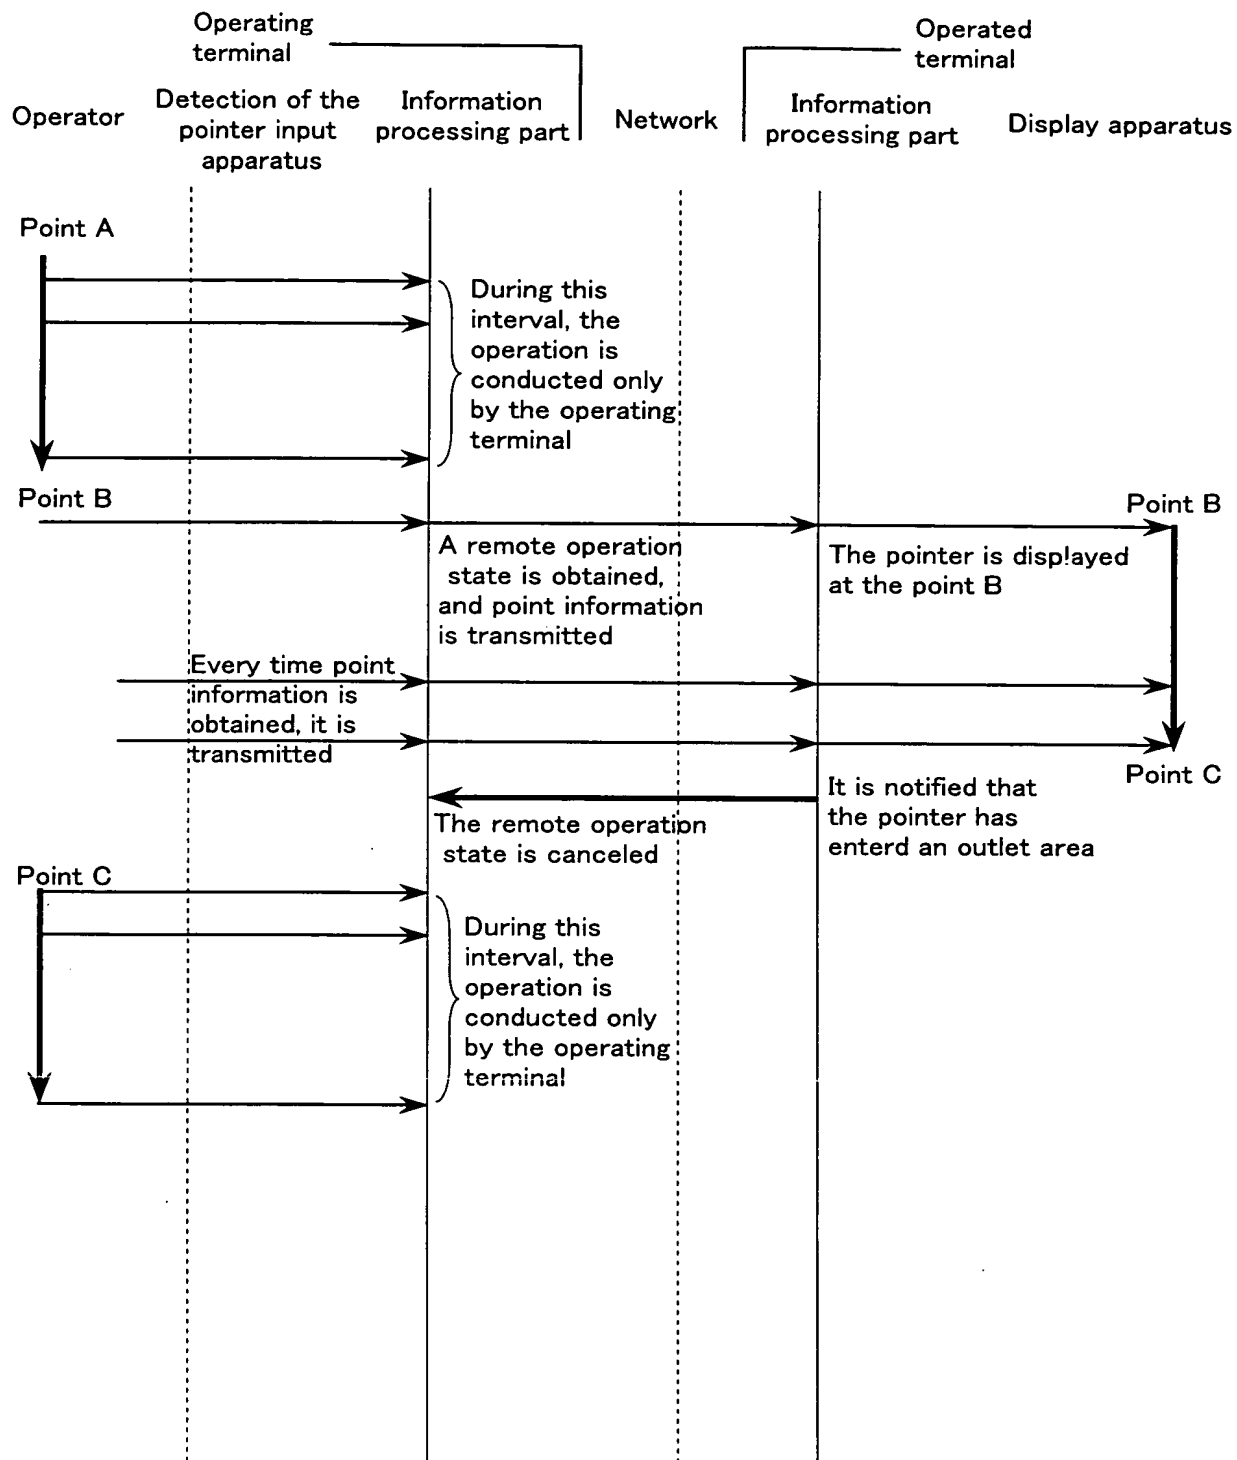 Operating
terminal
Operated
terminal
Operator
Detection of the
pointer input
apparatus
Information
processing part
Network
Information
processing part
Display apparatus
Point A
During this
interval, the
operation is
conducted only
by the operating
terminal
Point B
Point B
A remote operation
state is obtained,
and point information
is transmitted
The pointer is displayed
at the point B
Every time point
information is
obtained, it is
transmitted
Point C
It is notified that
the pointer has
enterd an outlet area
The remote operation
state is canceled
Point C
During this
interval, the
operation is
conducted only
by the operating
terminal